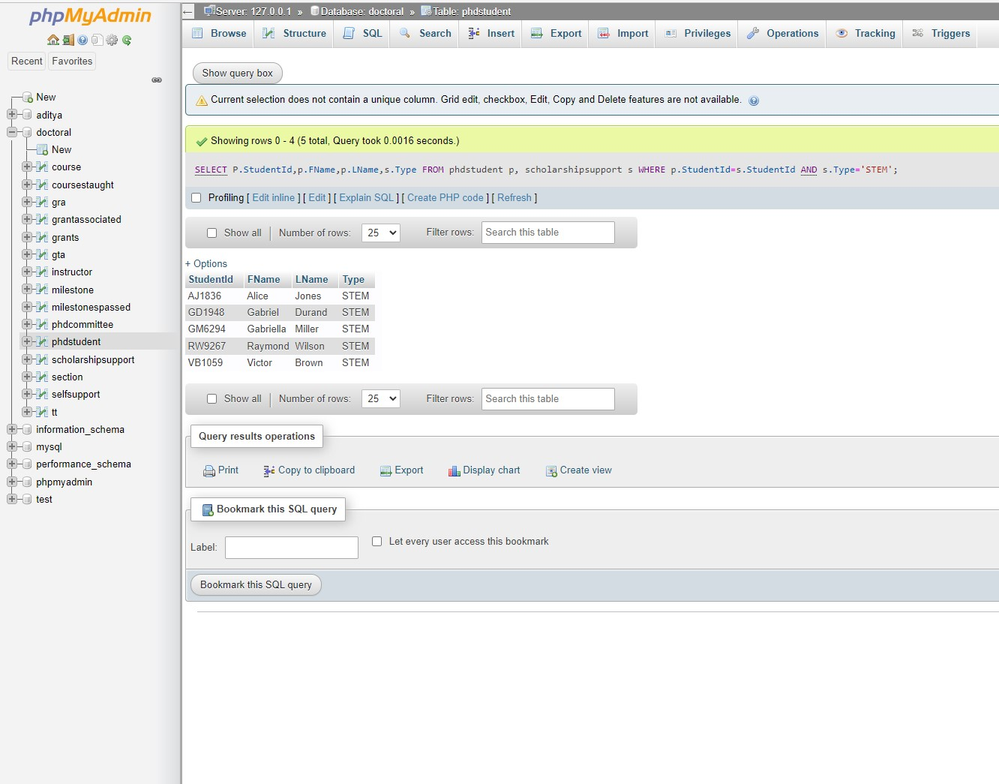 phpMyAdmin
Recent Favorites
New
aditya
doctoral
New
course
coursestaught
gra
grantassociated
grants
gta
instructor
milestone
milestonespassed
phdcommittee
phdstudent
scholarshipsupport
section
selfsupport
tt
information_schema
mysql
performance_schema
phpmyadmin
test
Server: 127.0.0.1 » Database: doctoral » Table: phdstudent
Browse Structure SQL Search Insert Export Import Privileges Operations Tracking Triggers
Show query box
Current selection does not contain a unique column. Grid edit, checkbox, Edit, Copy and Delete features are not available.
Showing rows 0 - 4 (5 total, Query took 0.0016 seconds.)
SELECT P.StudentId,p.FName,p.LName,s.Type FROM phdstudent p, scholarshipsupport s WHERE p.StudentId=s.StudentId AND s.Type='STEM';
Profiling [ Edit inline ] [ Edit ] [ Explain SQL ] [ Create PHP code ] [ Refresh ]
Show all | Number of rows: 25 Filter rows: Search this table
+ Options
StudentId FName LName Type
AJ1836 Alice Jones STEM
GD1948 Gabriel Durand STEM
GM6294 Gabriella Miller STEM
RW9267 Raymond Wilson STEM
VB1059 Victor Brown STEM
Show all | Number of rows: 25 Filter rows: Search this table
Query results operations
Print Copy to clipboard Export Display chart Create view
Bookmark this SQL query
Label: Let every user access this bookmark
Bookmark this SQL query